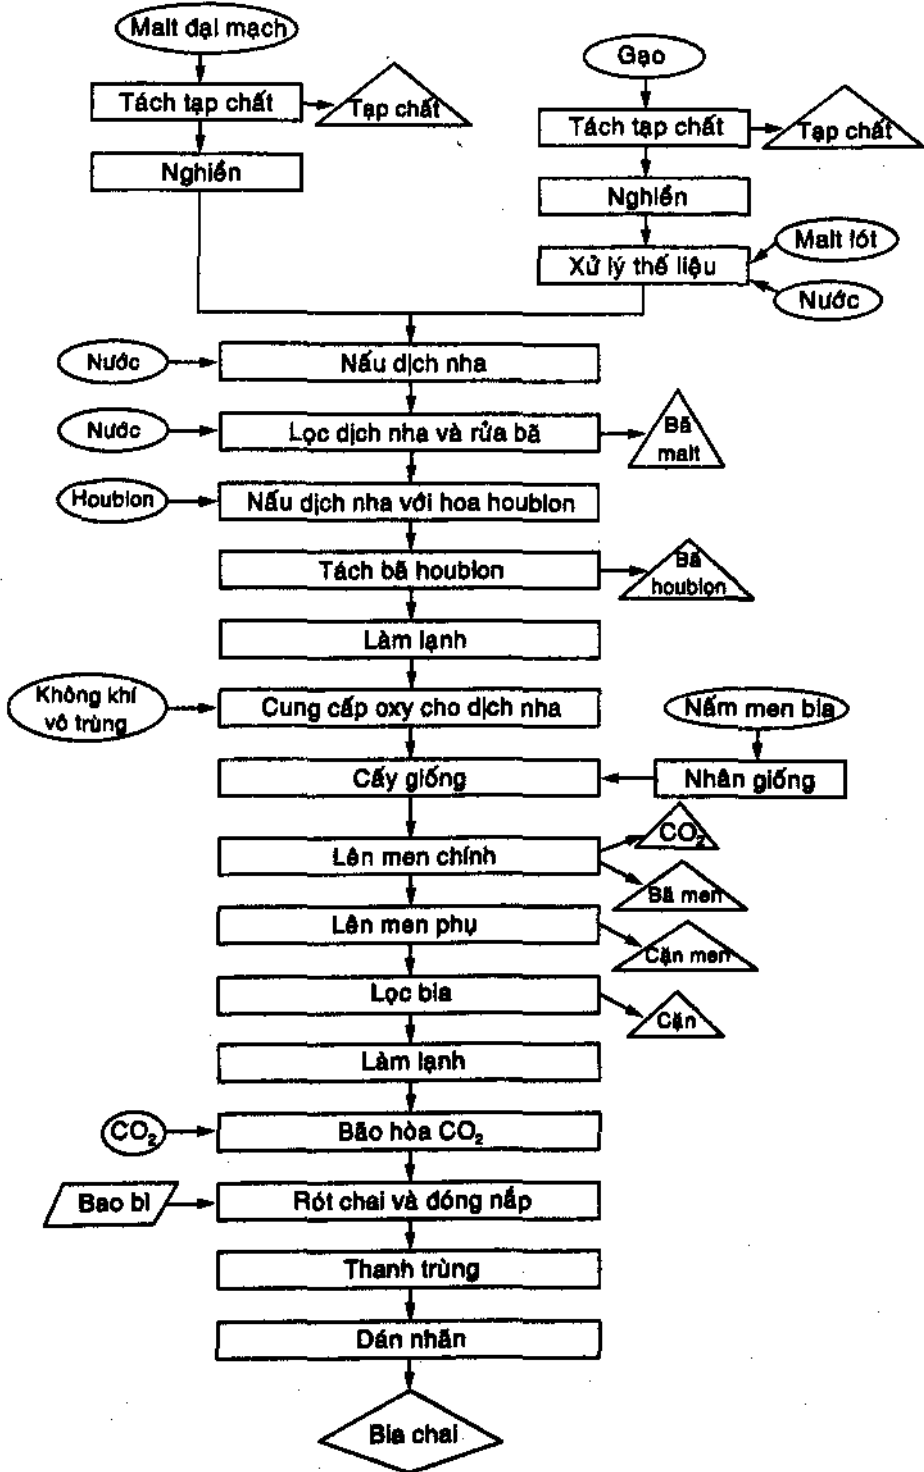 Malt đại mạch
Gạo
Tách tạp chất
Tạp chất
Tách tạp chất
Tạp chất
Nghiền
Nghiền
Malt lót
Xử lý thế liệu
Nước
Nước
Nấu dịch nha
Nước
Lọc dịch nha và rửa bã
Bã
malt
Houblon
Nấu dịch nha với hoa houblon
Tách bã houblon
Bã
houblon
Làm lạnh
Không khí
vô trùng
Cung cấp oxy cho dịch nha
Nấm men bia
Cấy giống
Nhân giống
Lên men chính
CO₂
Bã men
Lên men phụ
Cặn men
Lọc bia
Cặn
Làm lạnh
CO₂
Bão hòa CO₂
Bao bì
Rót chai và đóng nắp
Thanh trùng
Dán nhãn
Bia chai